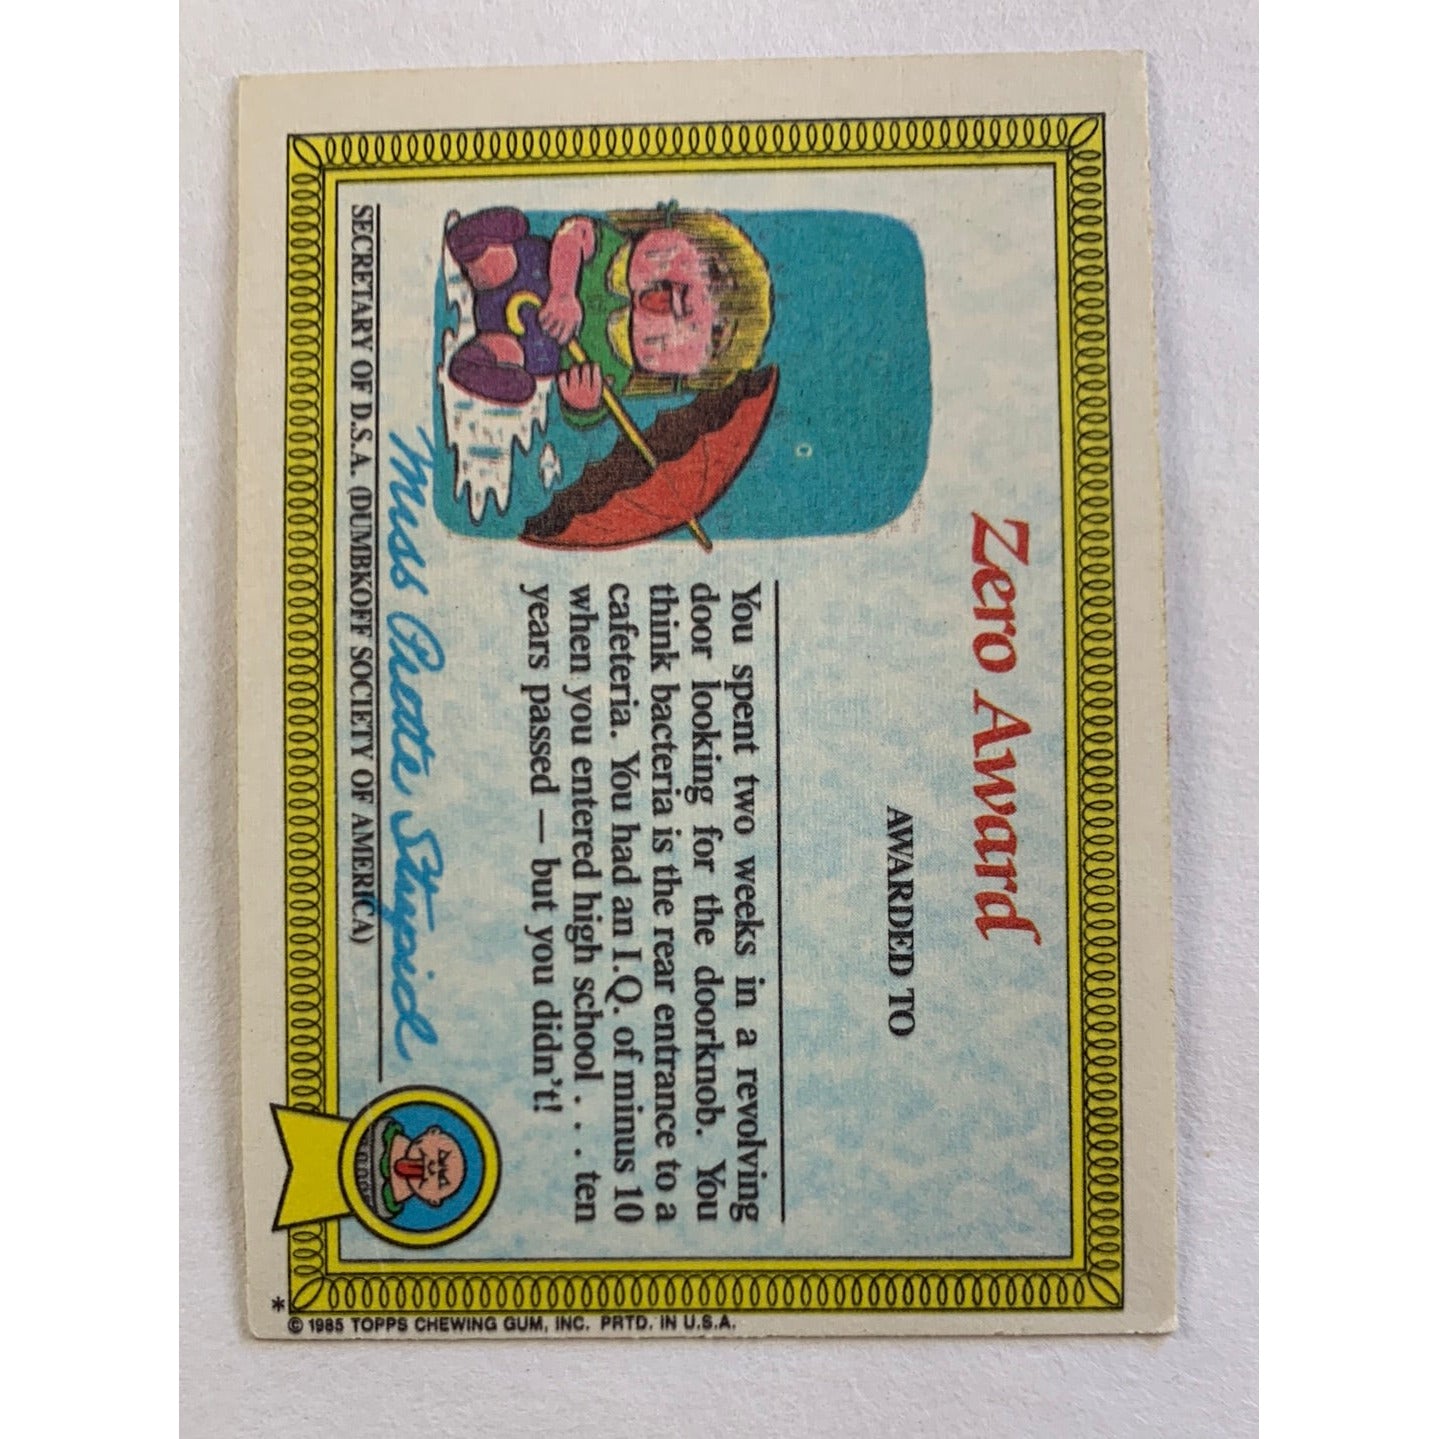 Zero Award
AWARDED TO
You spent two weeks in a revolving
door looking for the doorknob. You
think bacteria is the rear entrance to a
cafeteria. You had an I.Q. of minus 10
when you entered high school . . . ten
years passed — but you didn't!
Miss Chette Stupid
SECRETARY OF D.S.A. (DUMBKOFF SOCIETY OF AMERICA)
* © 1985 TOPPS CHEWING GUM, INC. PRTD. IN U.S.A.